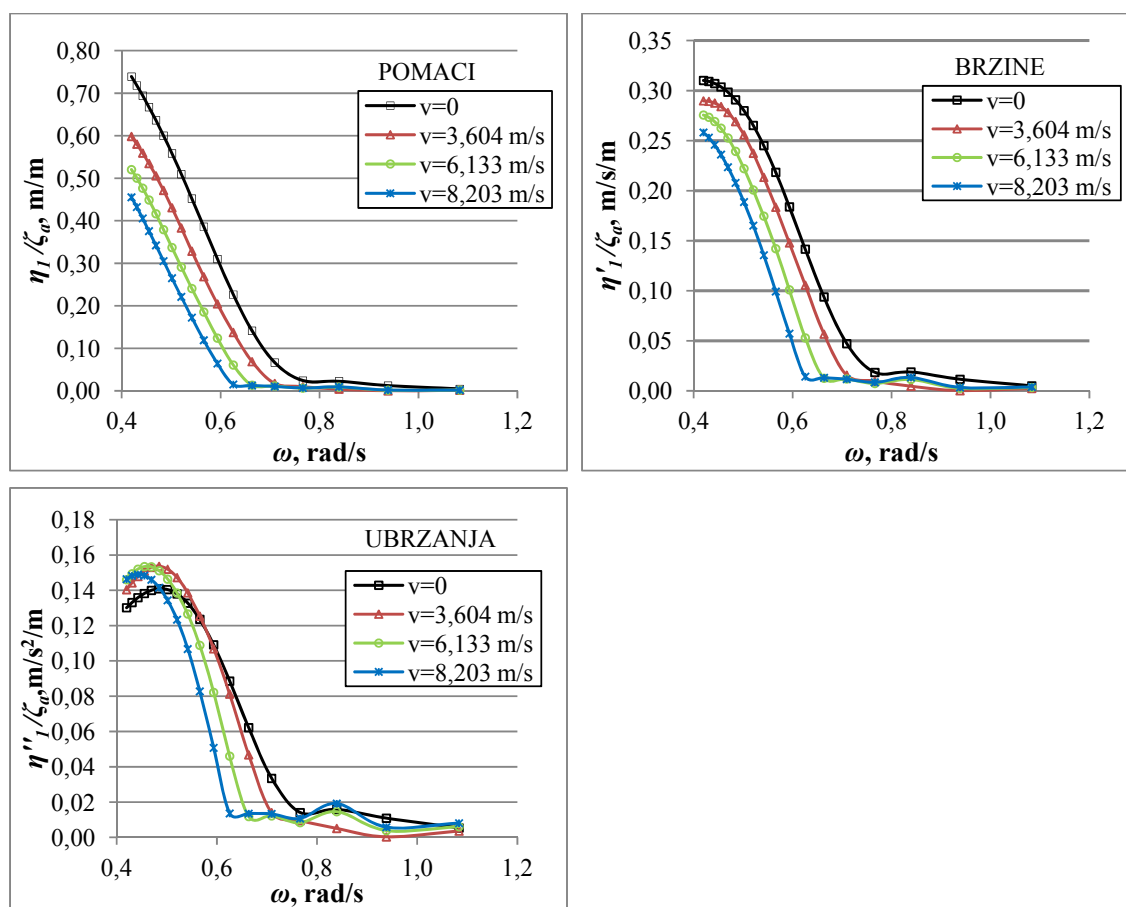 POMACI
η1/ζa, m/m
0,80
0,70
0,60
0,50
0,40
0,30
0,20
0,10
0,00
v=0
v=3,604 m/s
v=6,133 m/s
v=8,203 m/s
0,4 0,6 0,8 1,0 1,2
ω, rad/s
BRZINE
η'1/ζa, m/s/m
0,35
0,30
0,25
0,20
0,15
0,10
0,05
0,00
v=0
v=3,604 m/s
v=6,133 m/s
v=8,203 m/s
0,4 0,6 0,8 1,0 1,2
ω, rad/s
UBRZANJA
η''1/ζa,m/s²/m
0,18
0,16
0,14
0,12
0,10
0,08
0,06
0,04
0,02
0,00
v=0
v=3,604 m/s
v=6,133 m/s
v=8,203 m/s
0,4 0,6 0,8 1,0 1,2
ω, rad/s